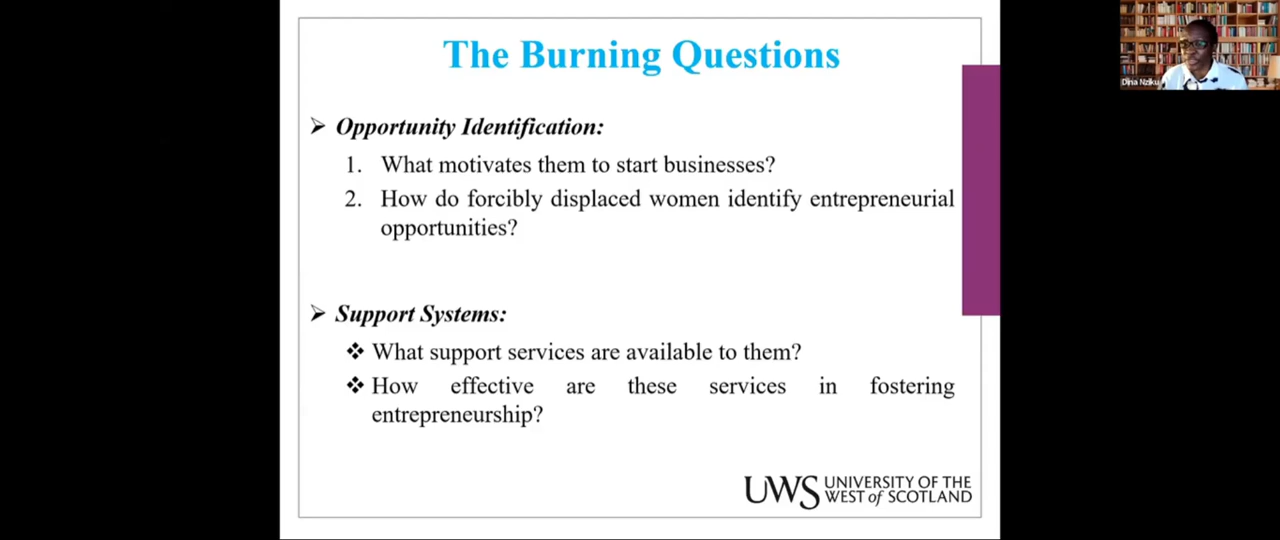 The Burning Questions
Dina Nziku
➤ Opportunity Identification:
1. What motivates them to start businesses?
2. How do forcibly displaced women identify entrepreneurial
opportunities?
➤ Support Systems:
❖ What support services are available to them?
❖ How effective are these services in fostering
entrepreneurship?
UWS UNIVERSITY OF THE
WEST of SCOTLAND